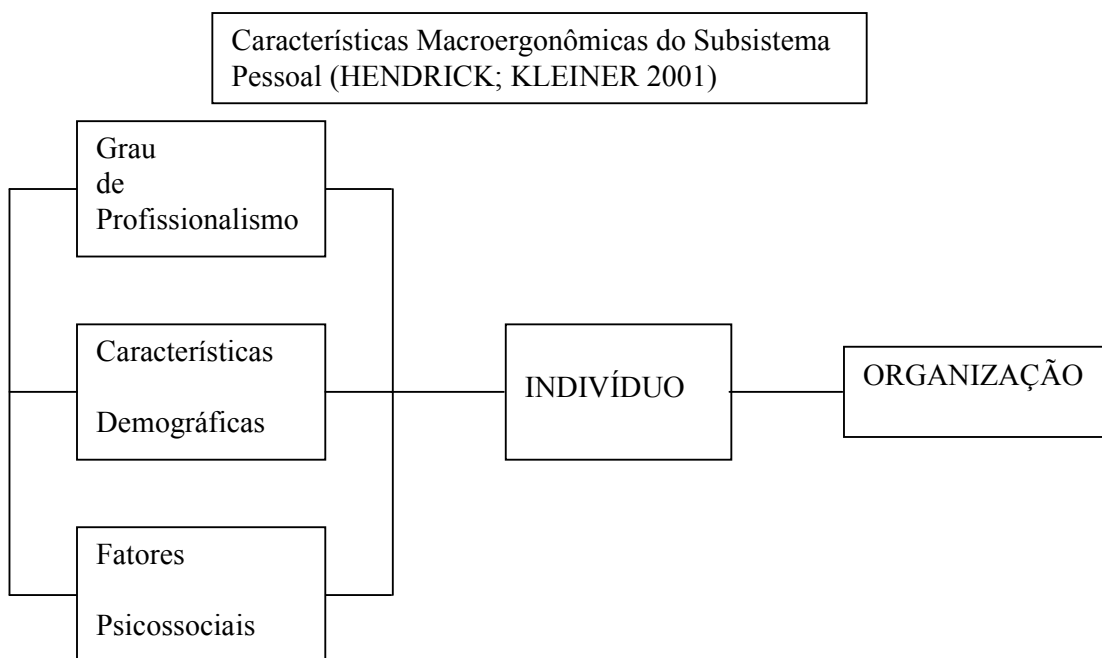 Características Macroergonômicas do Subsistema
Pessoal (HENDRICK; KLEINER 2001)
Grau
de
Profissionalismo
Características
Demográficas
Fatores
Psicossociais
INDIVÍDUO
ORGANIZAÇÃO